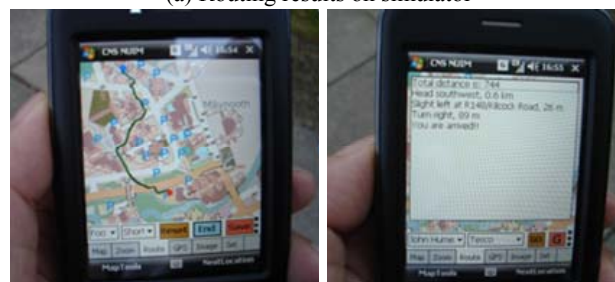 (a) Routing results on simulator
CNS NUIM 16:54
Maynooth
Foo Short End Save
Map Zoom Route GPS Image Set
MapTools NextLocation
CNS NUIM 16:55
Total distance is: 744
Head southwest, 0.6 km
Slight left at R148/Kilcock Road, 26 m
Turn right, 89 m
You are arrived!!
John Hume Tesco GO G
Map Zoom Route GPS Image Set
MapTools NextLocation